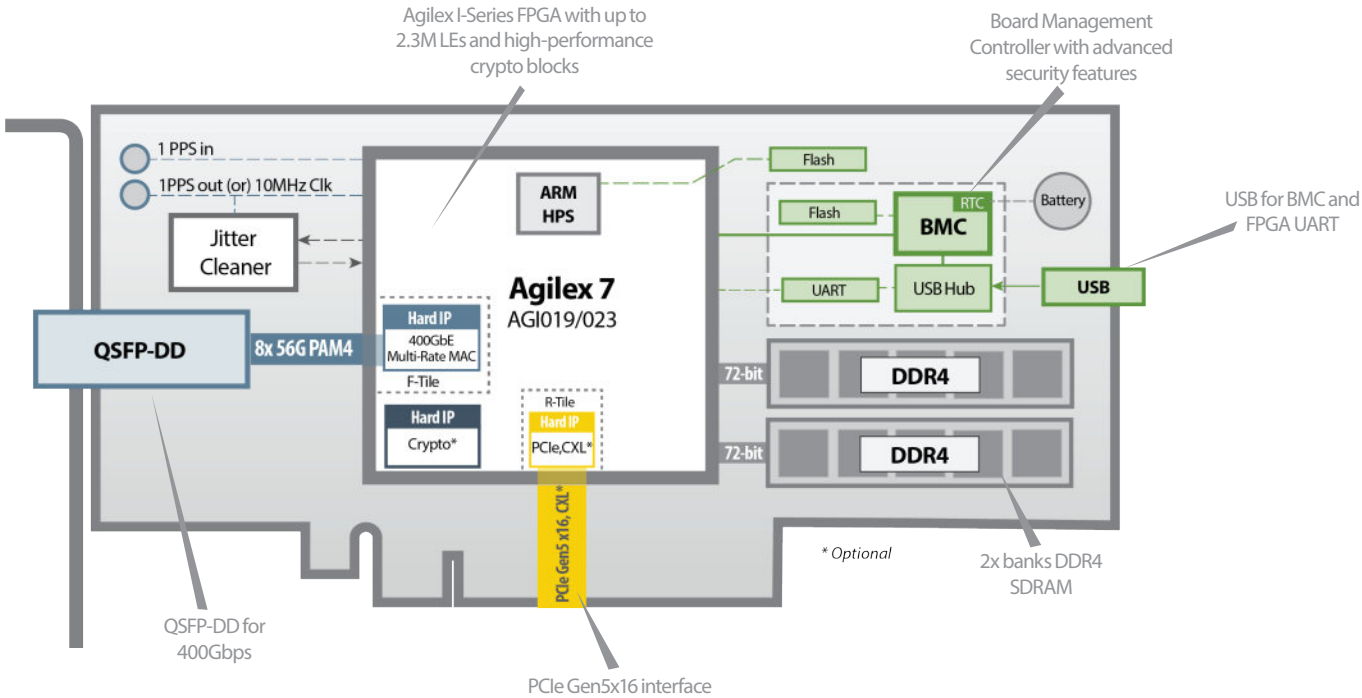 Agilex I-Series FPGA with up to
2.3M LEs and high-performance
crypto blocks
Board Management
Controller with advanced
security features
1 PPS in
1PPS out (or) 10MHz Clk
Jitter
Cleaner
ARM
HPS
Flash
Flash
RTC
BMC
Battery
USB for BMC and
FPGA UART
UART
USB Hub
USB
Agilex 7
AGI019/023
QSFP-DD
8x 56G PAM4
Hard IP
400GbE
Multi-Rate MAC
F-Tile
Hard IP
Crypto*
R-Tile
Hard IP
PCIe,CXL*
72-bit
DDR4
72-bit
DDR4
PCIe Gen5 x16, CXL*
* Optional
2x banks DDR4
SDRAM
QSFP-DD for
400Gbps
PCIe Gen5x16 interface